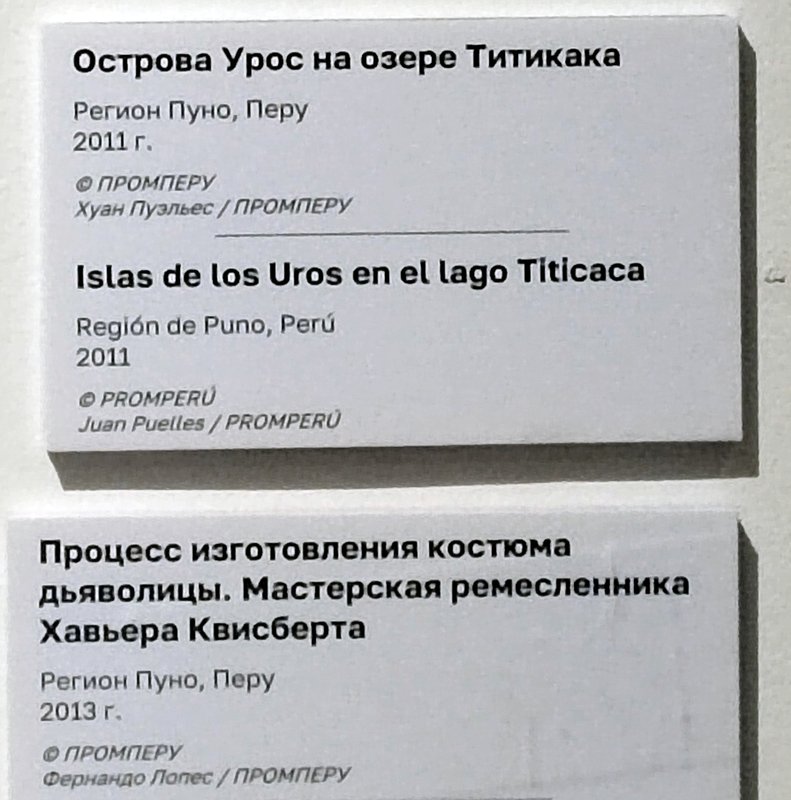 Острова Урос на озере Титикака
Регион Пуно, Перу
2011 г.
© ПРОМПЕРУ
Хуан Пуэльес / ПРОМПЕРУ
Islas de los Uros en el lago Titicaca
Región de Puno, Perú
2011
© PROMPERÚ
Juan Puelles / PROMPERÚ
Процесс изготовления костюма
дьяволицы. Мастерская ремесленника
Хавьера Квисберта
Регион Пуно, Перу
2013 г.
© ПРОМПЕРУ
Фернандо Лопес / ПРОМПЕРУ